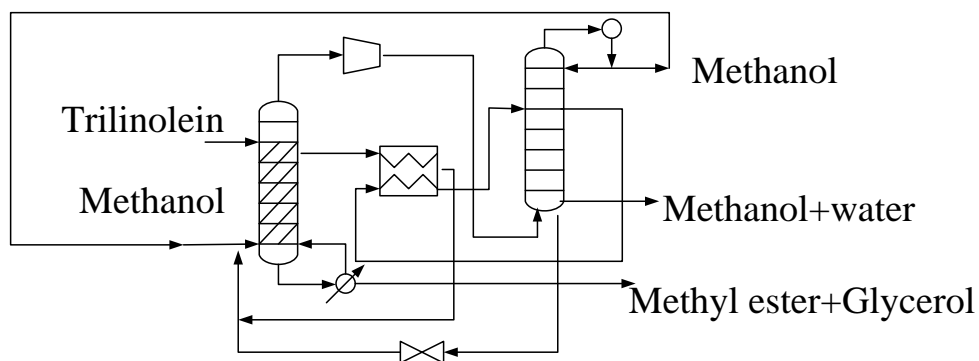 Methanol
Trilinolein
Methanol
Methanol+water
Methyl ester+Glycerol